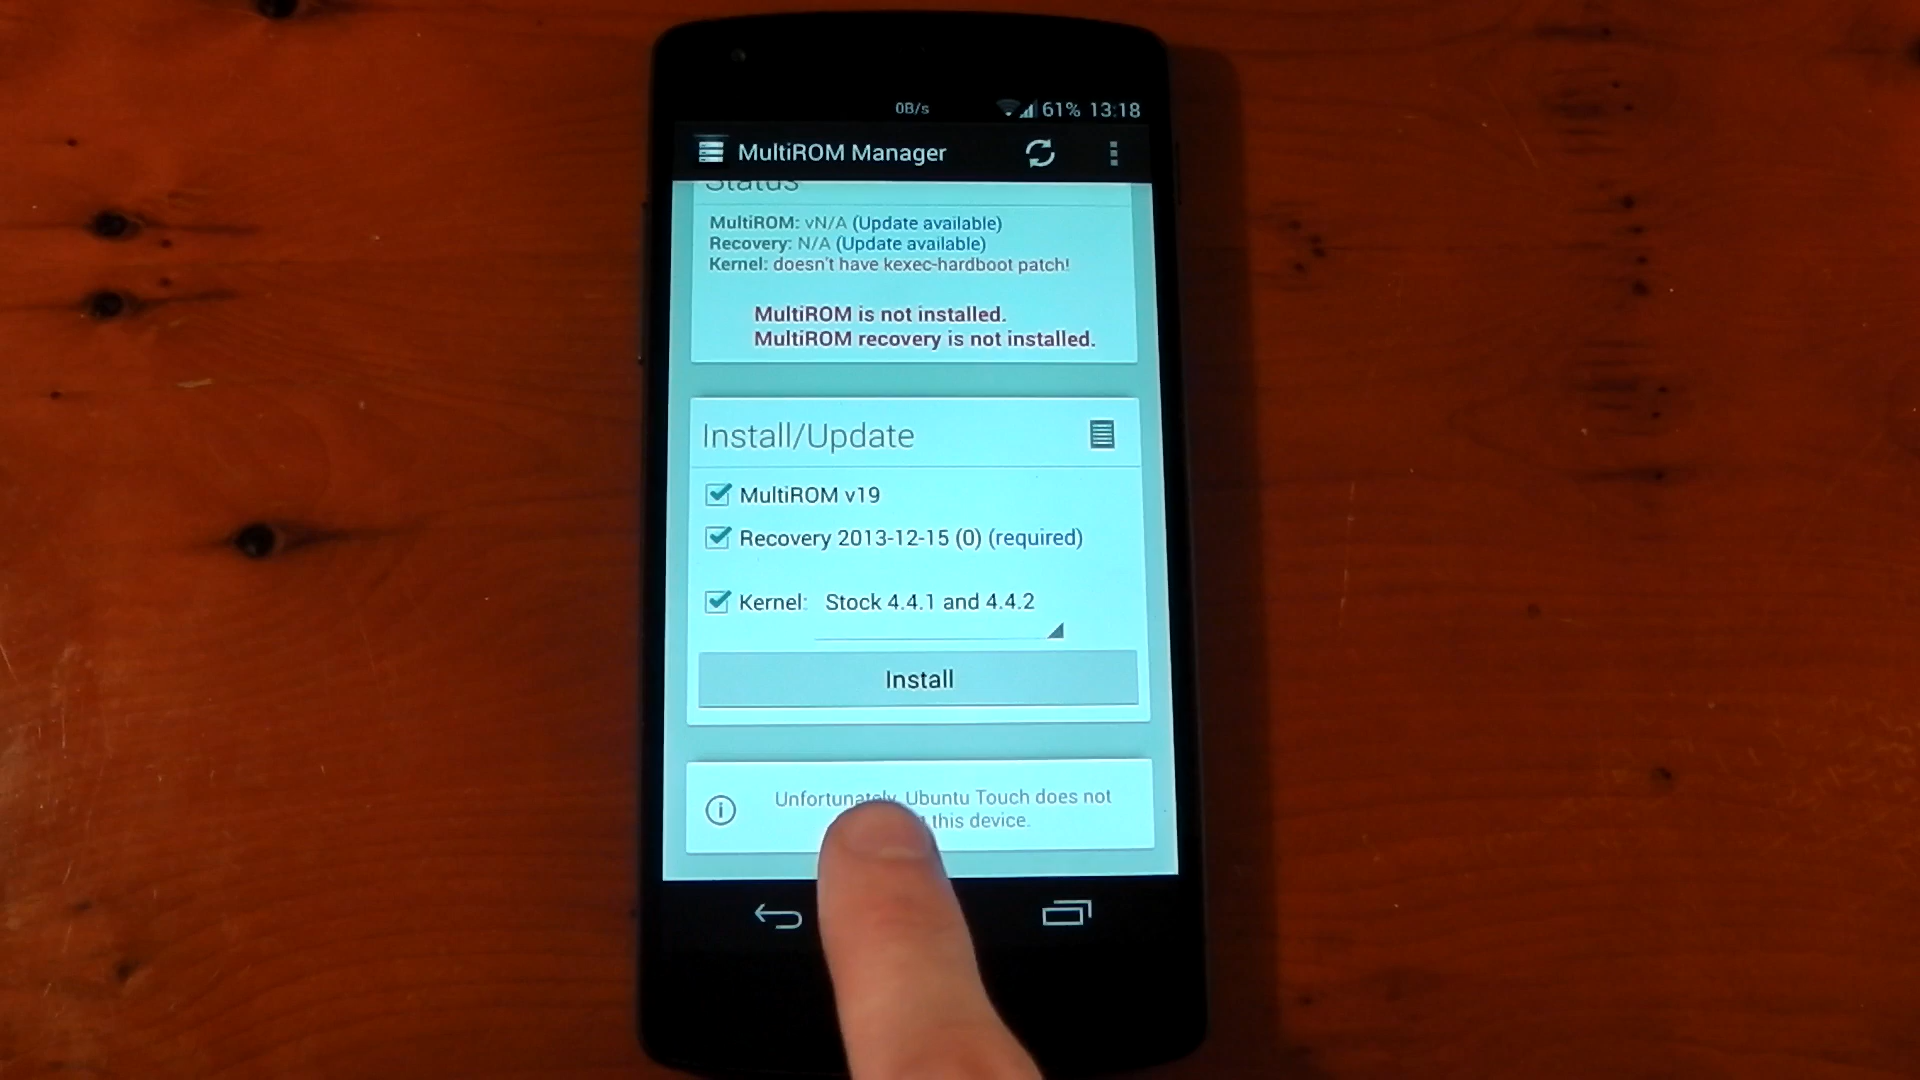 0B/s 61% 13:18
MultiROM Manager
Status
MultiROM: vN/A (Update available)
Recovery: N/A (Update available)
Kernel: doesn't have kexec-hardboot patch!
MultiROM is not installed.
MultiROM recovery is not installed.
Install/Update
MultiROM v19
Recovery 2013-12-15 (0) (required)
Kernel: Stock 4.4.1 and 4.4.2
Install
Unfortunately, Ubuntu Touch does not
this device.